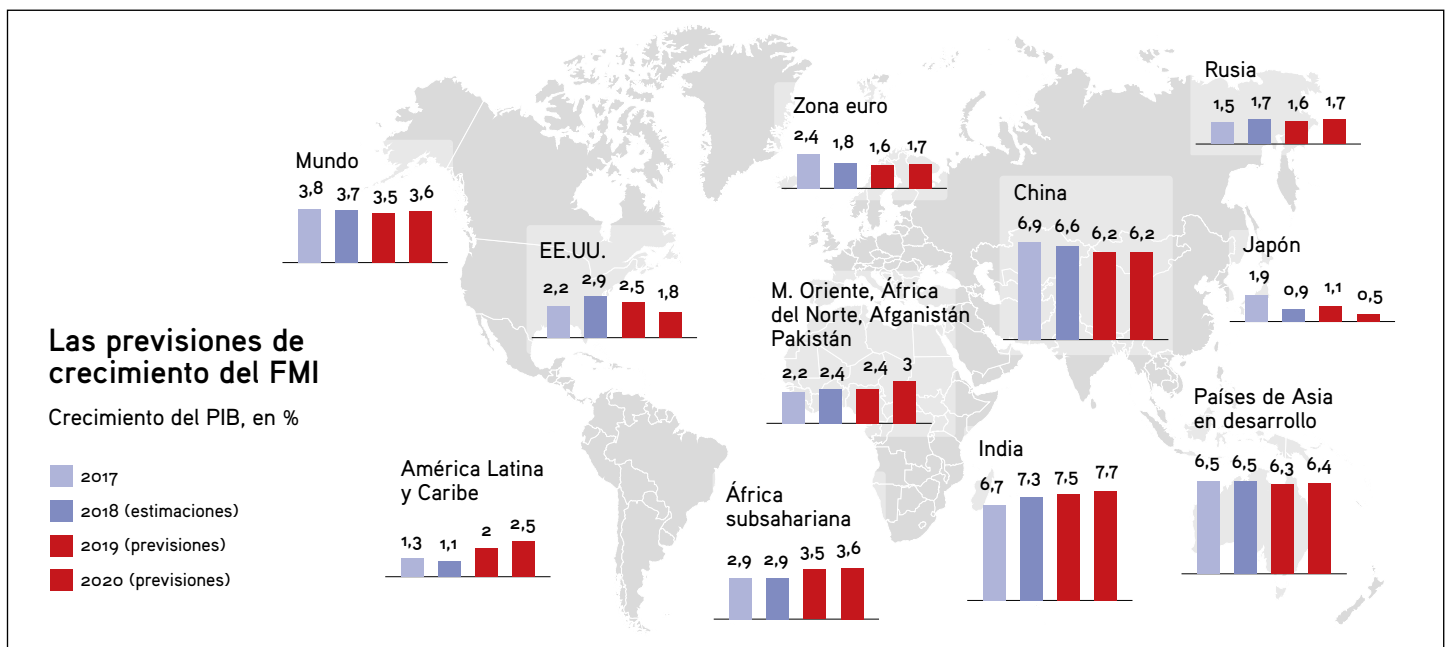 Mundo
3,8 3,7 3,5 3,6
Zona euro
2,4 1,8 1,6 1,7
Rusia
1,5 1,7 1,6 1,7
EE.UU.
2,2 2,9 2,5 1,8
China
6,9 6,6 6,2 6,2
Japón
1,9 0,9 1,1 0,5
M. Oriente, África
del Norte, Afganistán
Pakistán
2,2 2,4 2,4 3
Las previsiones de
crecimiento del FMI
Crecimiento del PIB, en %
2017
2018 (estimaciones)
2019 (previsiones)
2020 (previsiones)
América Latina
y Caribe
1,3 1,1 2 2,5
África
subsahariana
2,9 2,9 3,5 3,6
India
6,7 7,3 7,5 7,7
Países de Asia
en desarrollo
6,5 6,5 6,3 6,4